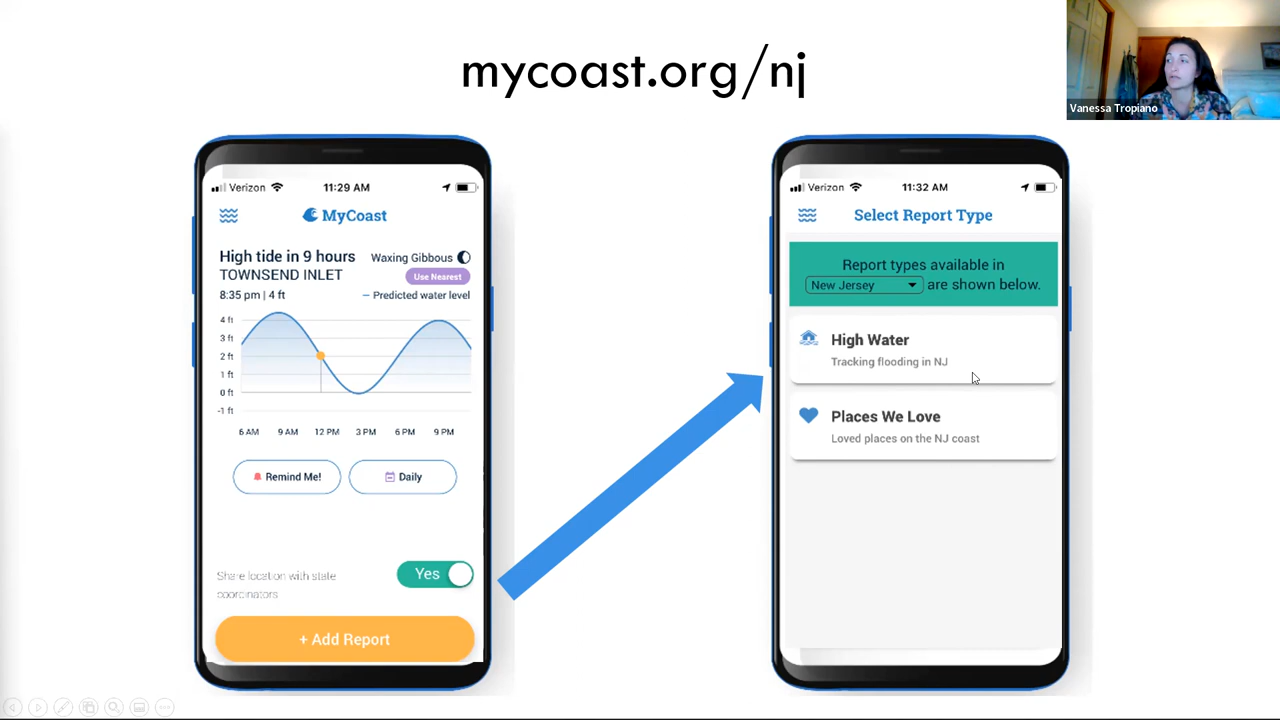 mycoast.org/nj
Vanessa Tropiano
Verizon 11:29 AM
MyCoast
High tide in 9 hours
Waxing Gibbous
TOWNSEND INLET
Use Nearest
8:35 pm | 4 ft
Predicted water level
4 ft
3 ft
2 ft
1 ft
0 ft
-1 ft
6 AM 9 AM 12 PM 3 PM 6 PM 9 PM
Remind Me! Daily
Share location with state
coordinators
Yes
+ Add Report
Verizon 11:32 AM
Select Report Type
Report types available in
New Jersey are shown below.
High Water
Tracking flooding in NJ
Places We Love
Loved places on the NJ coast